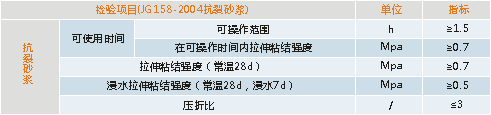 检验项目(JG158-2004抗裂砂浆) 单位 指标
抗裂砂浆
可使用时间 可操作范围 h ≥1.5
在可操作时间内拉伸粘结强度 Mpa ≥0.7
拉伸粘结强度（常温28d） Mpa ≥0.7
浸水拉伸粘结强度（常温28d，浸水7d） Mpa ≥0.5
压折比 / ≤3